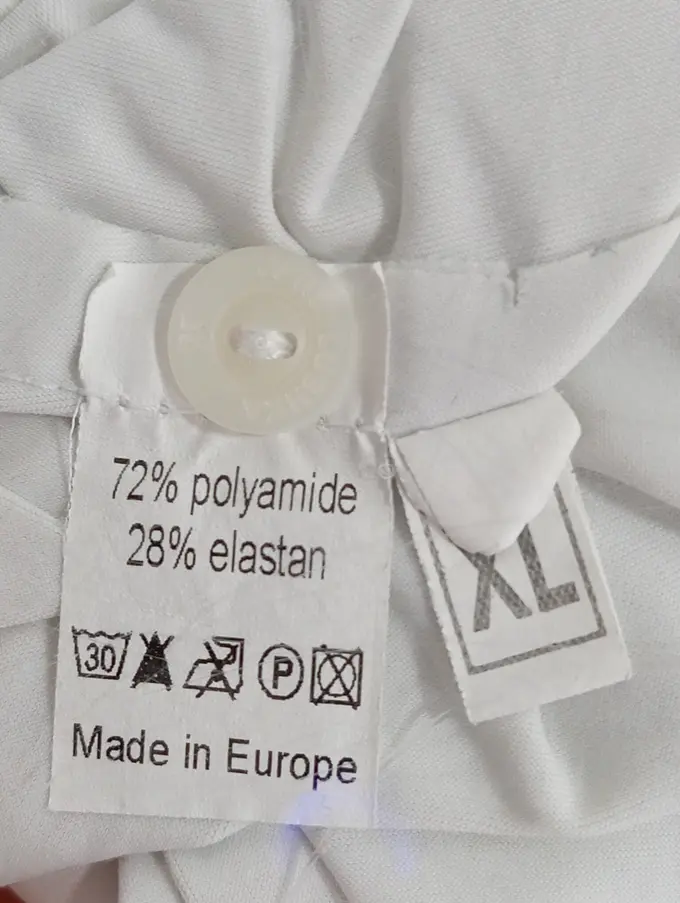 72% polyamide
28% elastan
30 P
Made in Europe
XL